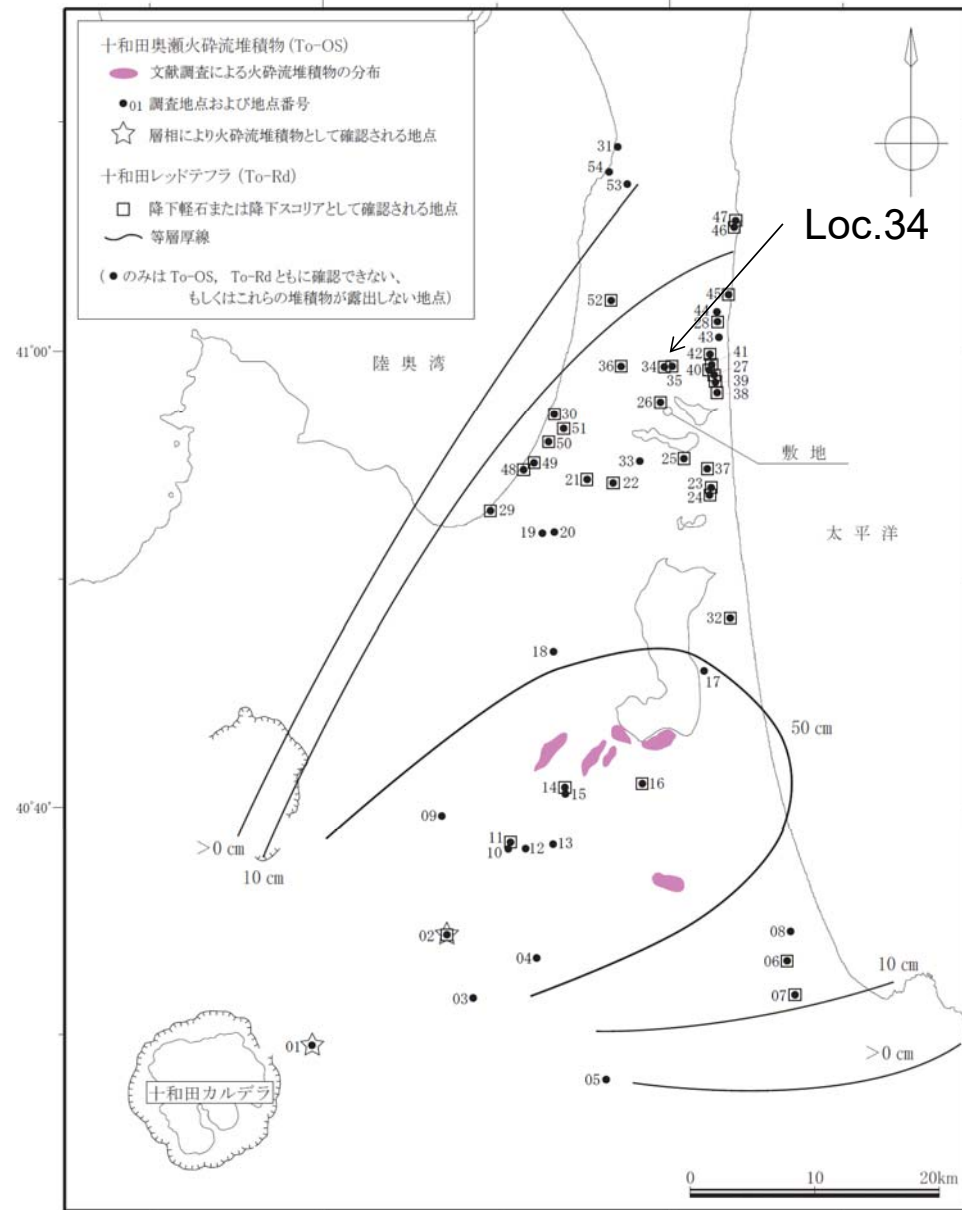 十和田奥瀬火砕流堆積物 (To-OS)
文献調査による火砕流堆積物の分布
●01 調査地点および地点番号
層相により火砕流堆積物として確認される地点
十和田レッドテフラ (To-Rd)
降下軽石または降下スコリアとして確認される地点
等層厚線
(● のみは To-OS, To-Rd ともに確認できない、
もしくはこれらの堆積物が露出しない地点)
31
54
53
47
46
Loc.34
45
52
44
28
43
41°00′
陸奥湾
42
41
36
34
35
40
27
39
38
26
30
51
50
敷地
33
25
49
48
37
21
22
23
24
29
19
20
太平洋
32
18
17
50 cm
14
15
16
40°40′
09
11
10
12
13
>0 cm
10 cm
02
08
04
06
03
07
10 cm
01
>0 cm
05
十和田カルデラ
0
10
20km